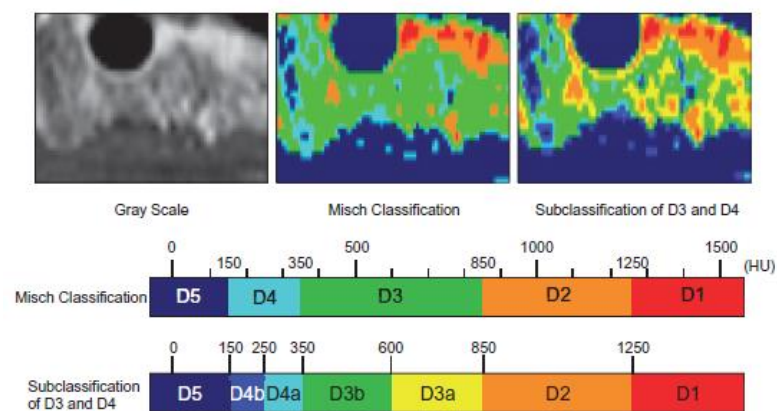 Gray Scale
Misch Classification
Subclassification of D3 and D4
0 500 1000 1500 (HU)
150 350 850 1250
Misch Classification D5 D4 D3 D2 D1
0 150 250 350 600 850 1250
Subclassification
of D3 and D4
D5 D4b D4a D3b D3a D2 D1